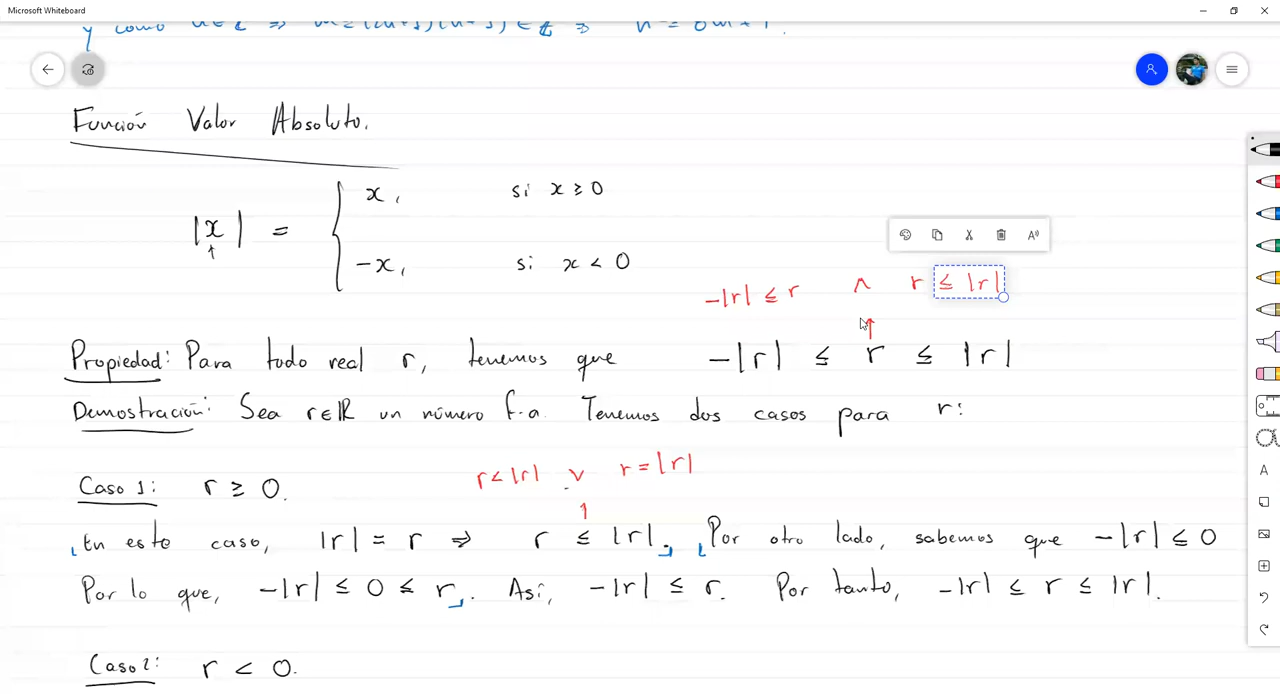 Microsoft Whiteboard
y como
Función Valor Absoluto.
|x| = { x, si x ≥ 0
-x, si x < 0
-|r| ≤ r ∧ r ≤ |r|
Propiedad: Para todo real r, tenemos que -|r| ≤ r ≤ |r|
Demostración: Sea r∈ℝ un número f.a. Tenemos dos casos para r:
r<|r| ∨ r=|r|
Caso 1: r ≥ 0.
En este caso, |r| = r ⇒ r ≤ |r|. Por otro lado, sabemos que -|r| ≤ 0
Por lo que, -|r| ≤ 0 ≤ r. Así, -|r| ≤ r. Por tanto, -|r| ≤ r ≤ |r|.
Caso 2: r < 0.